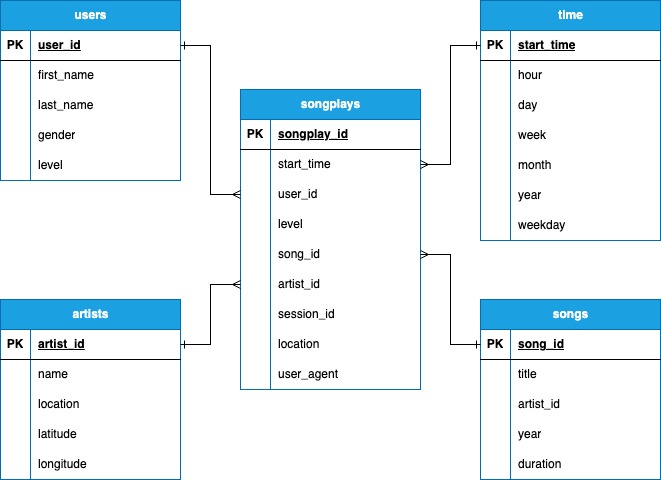 users
PK user_id
first_name
last_name
gender
level
time
PK start_time
hour
day
week
month
year
weekday
songplays
PK songplay_id
start_time
user_id
level
song_id
artist_id
session_id
location
user_agent
artists
PK artist_id
name
location
latitude
longitude
songs
PK song_id
title
artist_id
year
duration